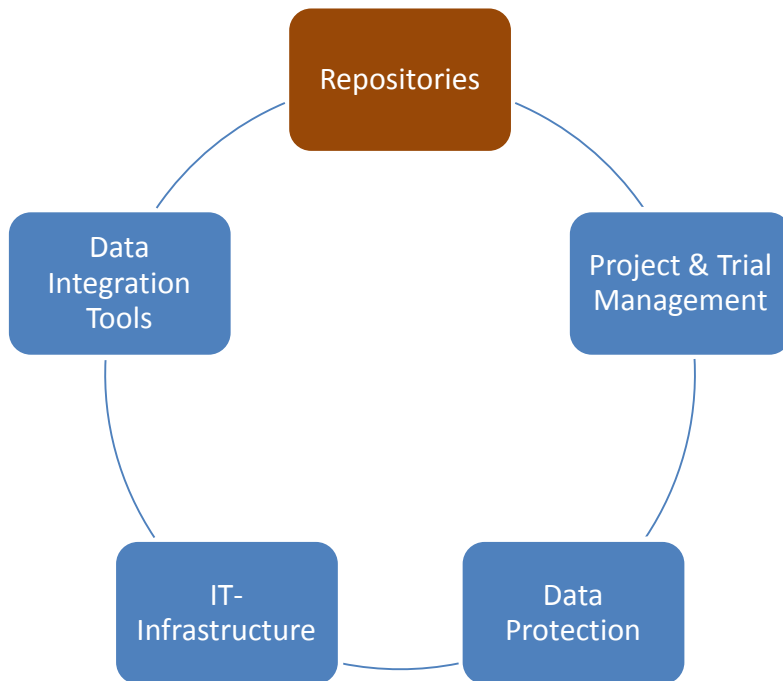 Repositories
Project & Trial
Management
Data
Protection
IT-
Infrastructure
Data
Integration
Tools